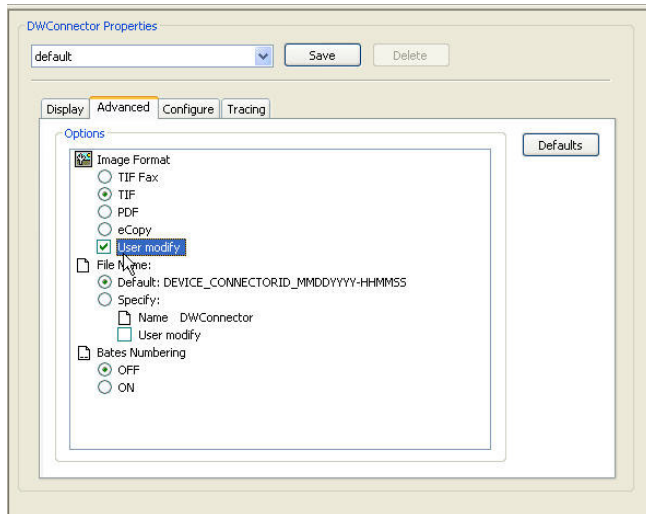 DWConnector Properties
default
Save
Delete
Display
Advanced
Configure
Tracing
Options
Defaults
Image Format
TIF Fax
TIF
PDF
eCopy
User modify
File Name:
Default: DEVICE_CONNECTORID_MMDDYYYY-HHMMSS
Specify:
Name DWConnector
User modify
Bates Numbering
OFF
ON